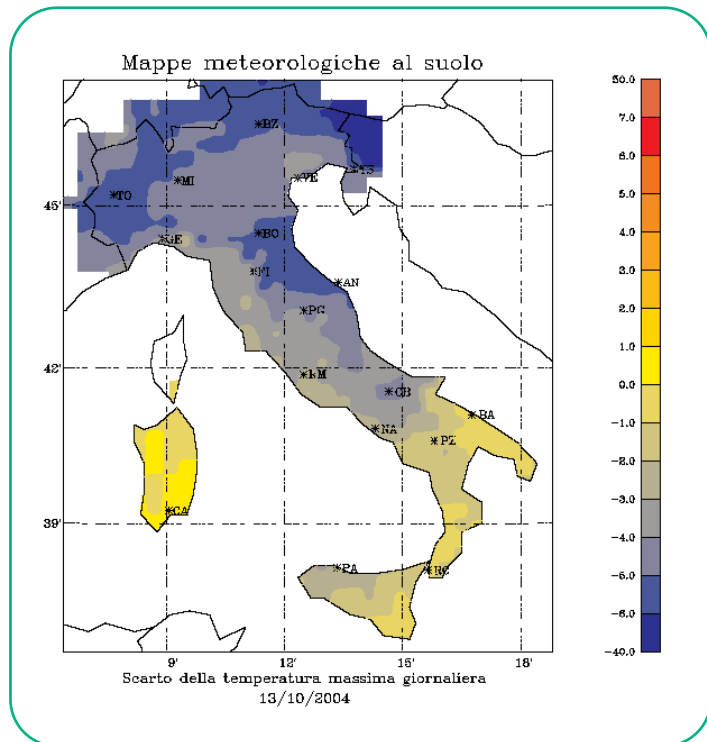 Mappe meteorologiche al suolo
50.0
7.0
6.0
5.0
4.0
3.0
2.0
1.0
0.0
-1.0
-2.0
-3.0
-4.0
-5.0
-6.0
-40.0
*BZ
*TS
*VE
*MI
*TO
45'
*BO
*GE
*FI
*AN
*PG
42'
*RM
*CB
*BA
*NA
*PZ
*CA
39'
*PA
*RC
9'
12'
15'
18'
Scarto della temperatura massima giornaliera
13/10/2004